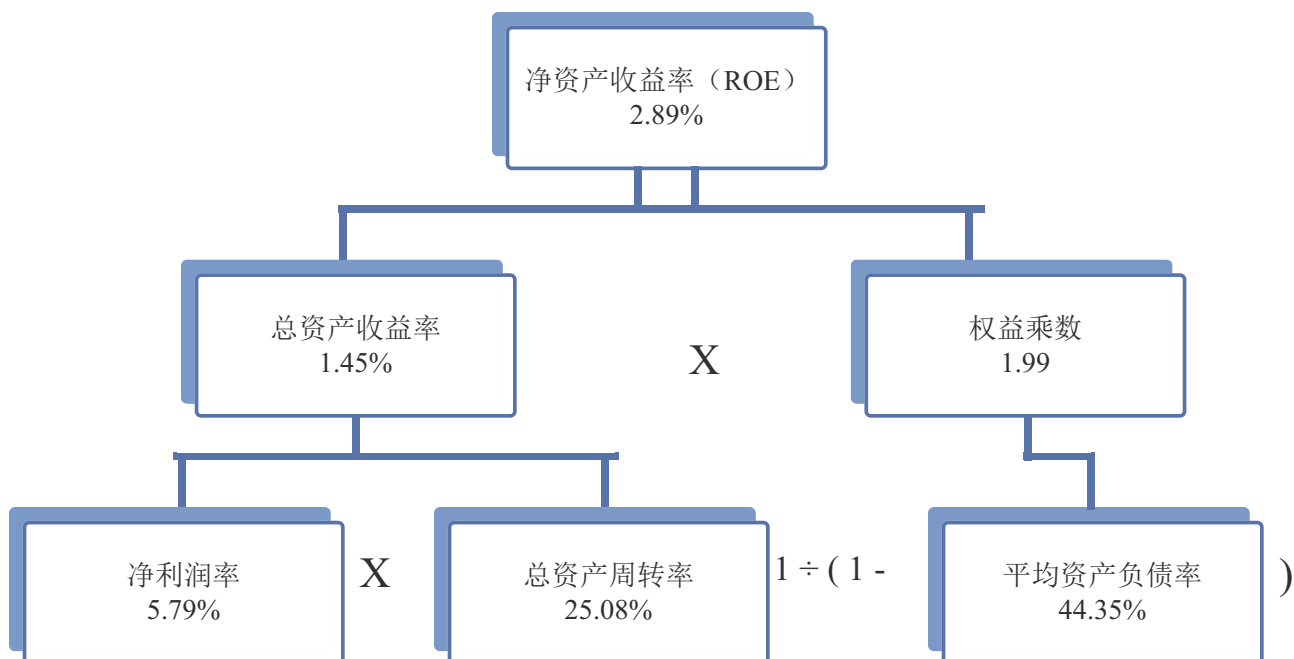 净资产收益率（ROE）
2.89%
总资产收益率
1.45%
X
权益乘数
1.99
净利润率
5.79%
X
总资产周转率
25.08%
1 ÷ ( 1 -
平均资产负债率
44.35%
)